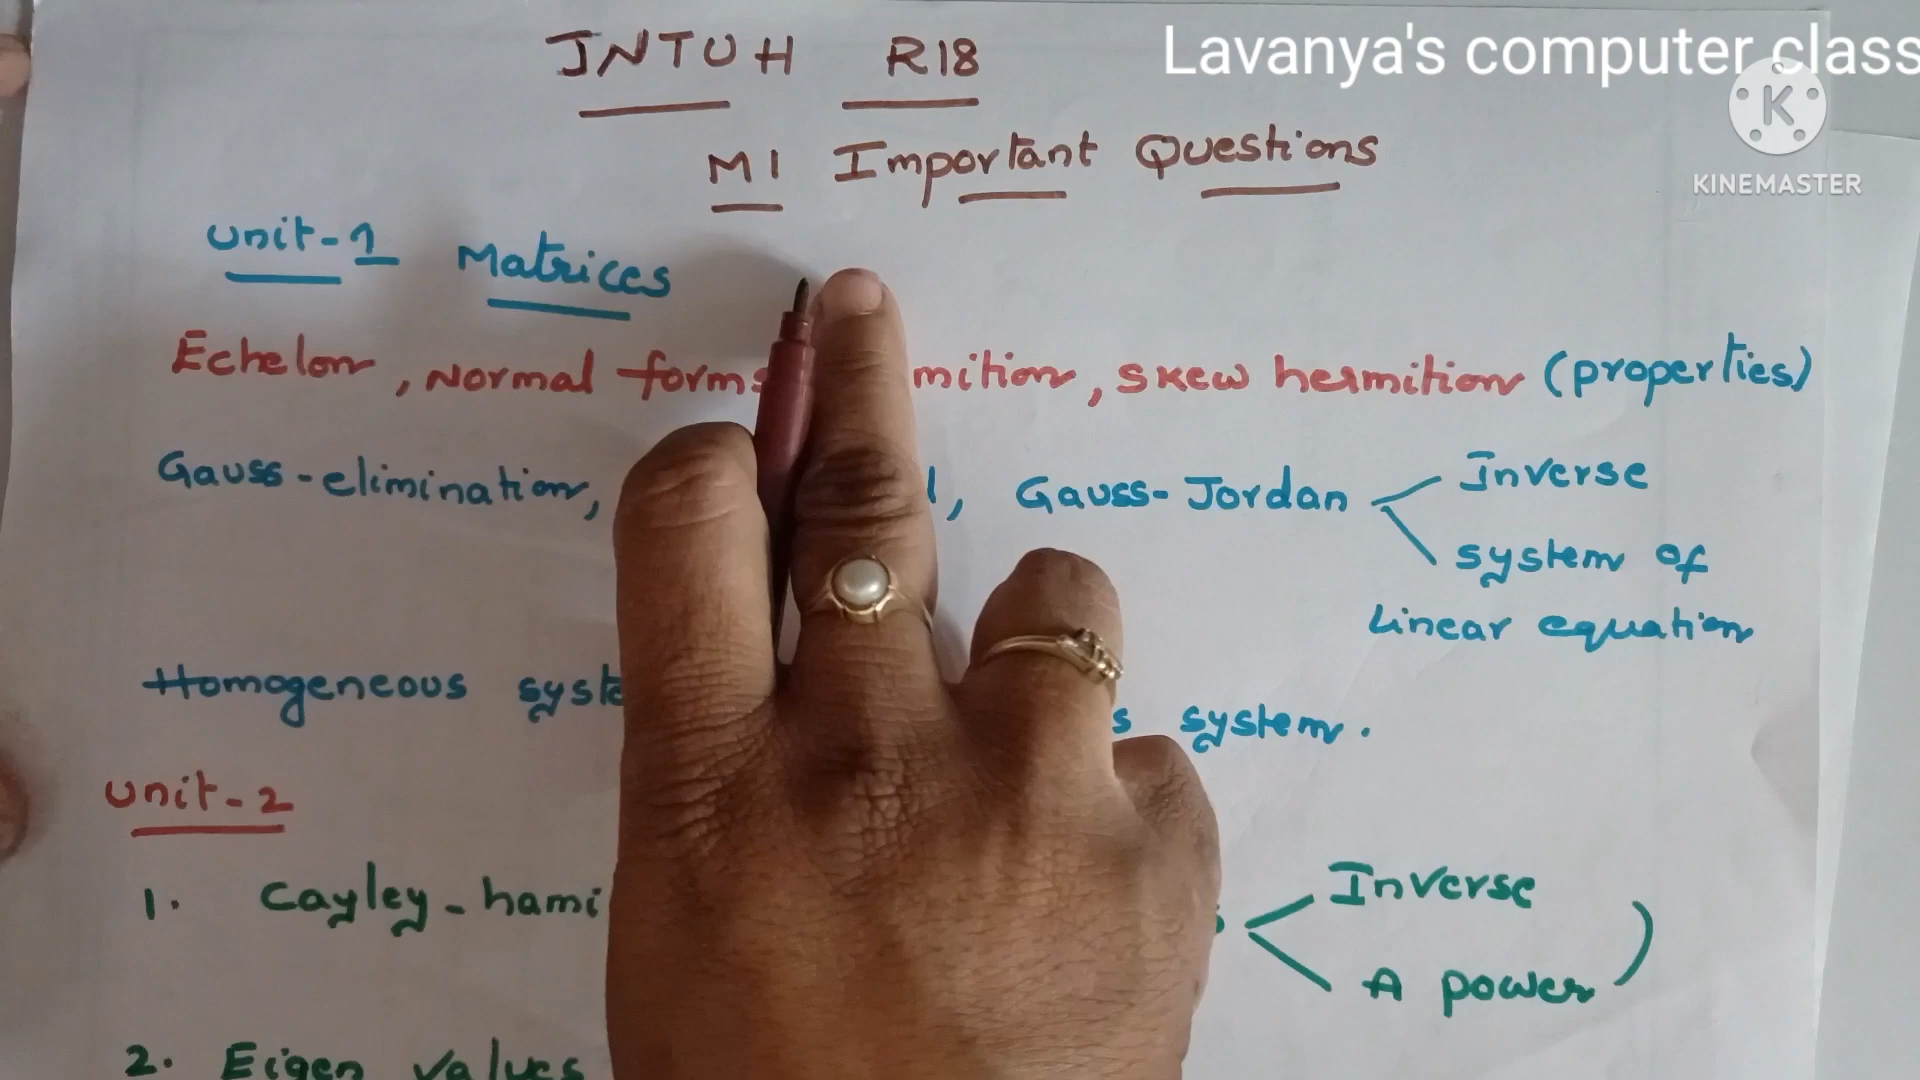 JNTUH R18
Lavanya's computer class
KINEMASTER
M1 Important Questions
Unit-1 Matrices
Echelon, Normal forms mition, skew hermition (properties)
Gauss-elimination, l, Gauss-Jordan Inverse
system of
Linear equation
Homogeneous syste s system.
Unit-2
1. Cayley-hami Inverse
A power)
2. Eigen values